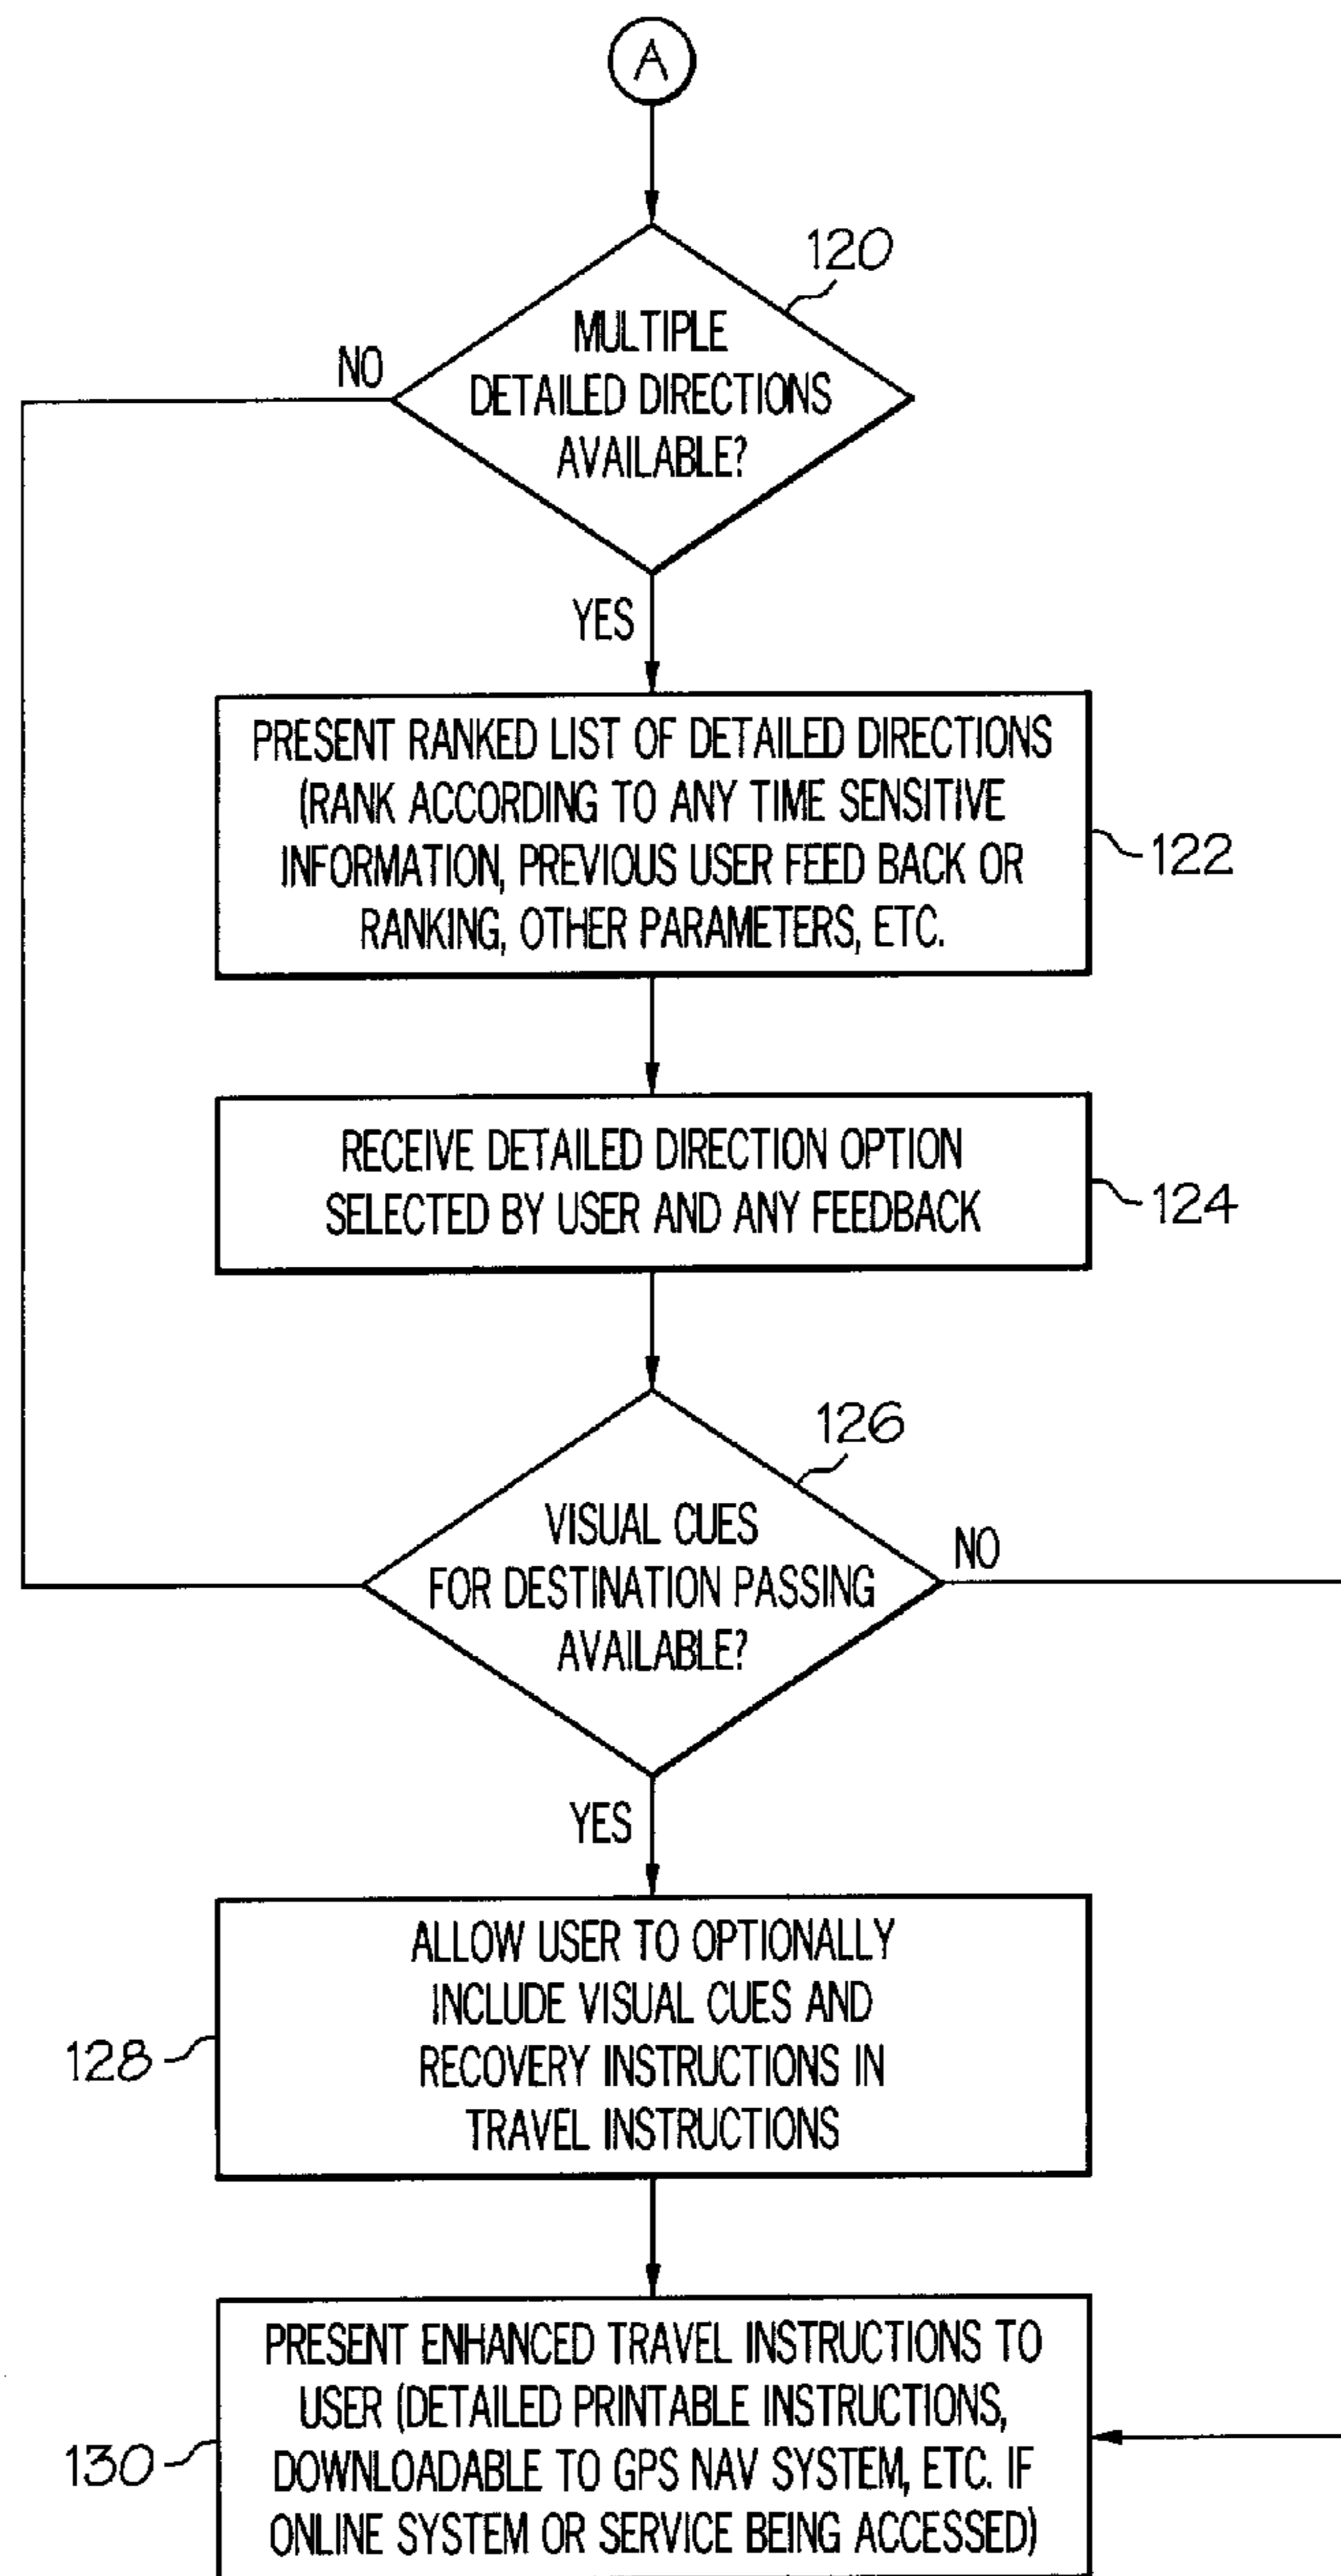 A
120
MULTIPLE
DETAILED DIRECTIONS
AVAILABLE?
NO
YES
PRESENT RANKED LIST OF DETAILED DIRECTIONS
(RANK ACCORDING TO ANY TIME SENSITIVE
INFORMATION, PREVIOUS USER FEED BACK OR
RANKING, OTHER PARAMETERS, ETC.
122
RECEIVE DETAILED DIRECTION OPTION
SELECTED BY USER AND ANY FEEDBACK
124
126
VISUAL CUES
FOR DESTINATION PASSING
AVAILABLE?
NO
YES
ALLOW USER TO OPTIONALLY
INCLUDE VISUAL CUES AND
RECOVERY INSTRUCTIONS IN
TRAVEL INSTRUCTIONS
128
PRESENT ENHANCED TRAVEL INSTRUCTIONS TO
USER (DETAILED PRINTABLE INSTRUCTIONS,
DOWNLOADABLE TO GPS NAV SYSTEM, ETC. IF
ONLINE SYSTEM OR SERVICE BEING ACCESSED)
130